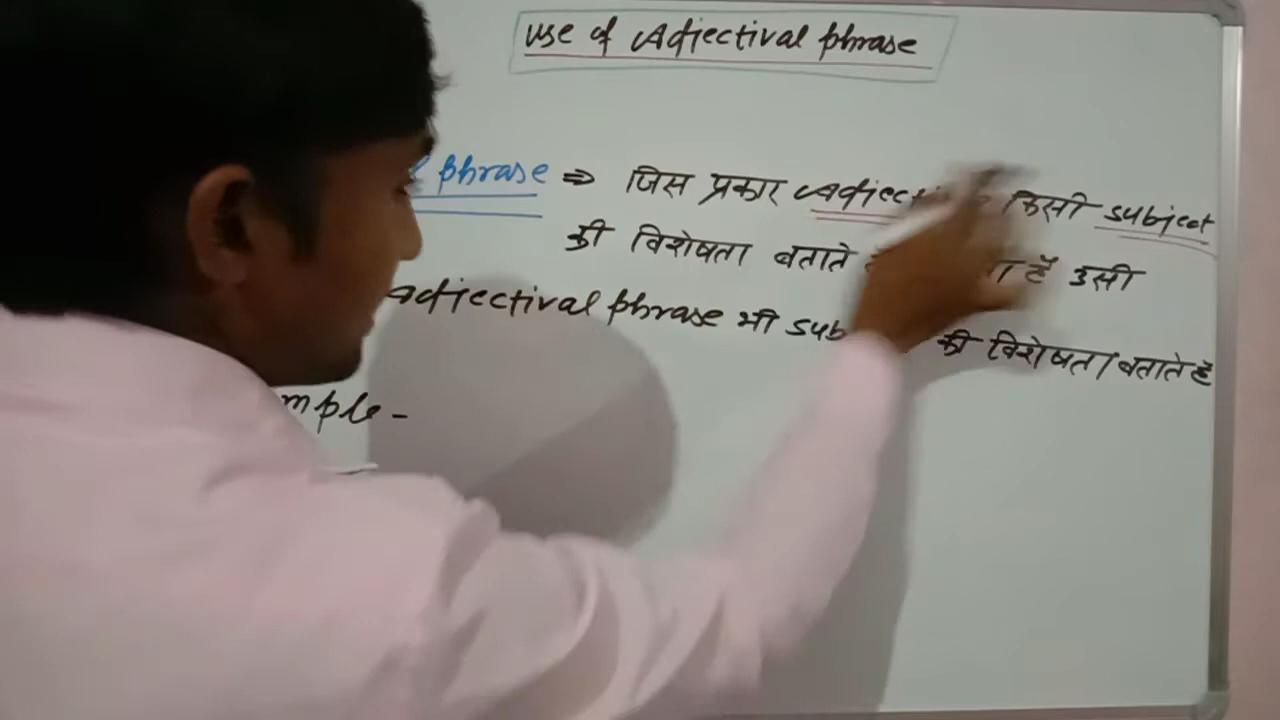 use of Adjectival phrase
phrase ⇒ जिस प्रकार adjective किसी subject
की विशेषता बताते है उसी
adjectival phrase भी sub की विशेषता बताते है
mple -